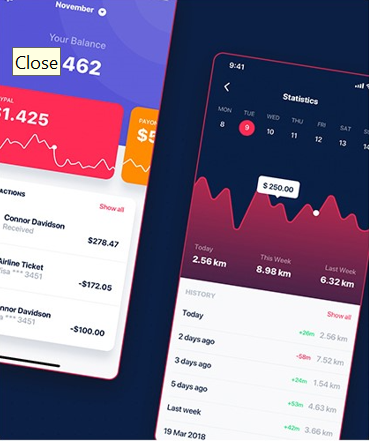 November
Your Balance
Close
462
YPAL
$1.425
PAYO
$5
ACTIONS
Show all
Connor Davidson
Received
$278.47
Airline Ticket
Visa *** 3451
-$172.05
Connor Davidson
Visa *** 3451
-$100.00
9:41
Statistics
MON TUE WED THU FRI SAT SUN
8 9 10 11 12 13 14
$ 250.00
Today
2.56 km
This Week
8.98 km
Last Week
6.32 km
HISTORY
Show all
Today +26m 2.56 km
2 days ago -58m 7.52 km
3 days ago +24m 1.54 km
5 days ago +53m 4.63 km
Last week +42m 3.66 km
19 Mar 2018